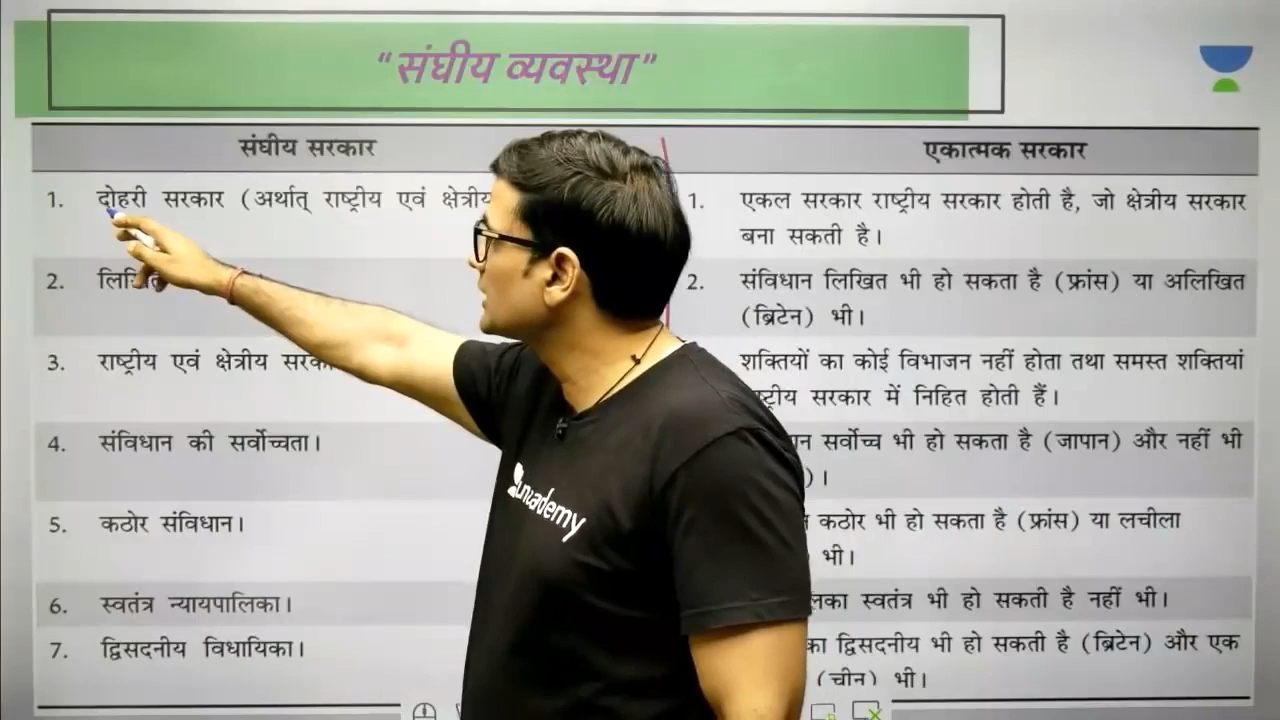 “संघीय व्यवस्था”
संघीय सरकार
एकात्मक सरकार
1. दोहरी सरकार (अर्थात् राष्ट्रीय एवं क्षेत्रीय
1. एकल सरकार राष्ट्रीय सरकार होती है, जो क्षेत्रीय सरकार
बना सकती है।
2.
2. संविधान लिखित भी हो सकता है (फ्रांस) या अलिखित
(ब्रिटेन) भी।
3. राष्ट्रीय एवं क्षेत्रीय
शक्तियों का कोई विभाजन नहीं होता तथा समस्त शक्तियां
सरकार में निहित होती हैं।
4. संविधान की सर्वोच्चता।
सर्वोच्च भी हो सकता है (जापान) और नहीं भी
)।
5. कठोर संविधान।
कठोर भी हो सकता है (फ्रांस) या लचीला
भी।
6. स्वतंत्र न्यायपालिका।
स्वतंत्र भी हो सकती है नहीं भी।
7. द्विसदनीय विधायिका।
द्विसदनीय भी हो सकती है (ब्रिटेन) और एक
(चीन) भी।
unacademy